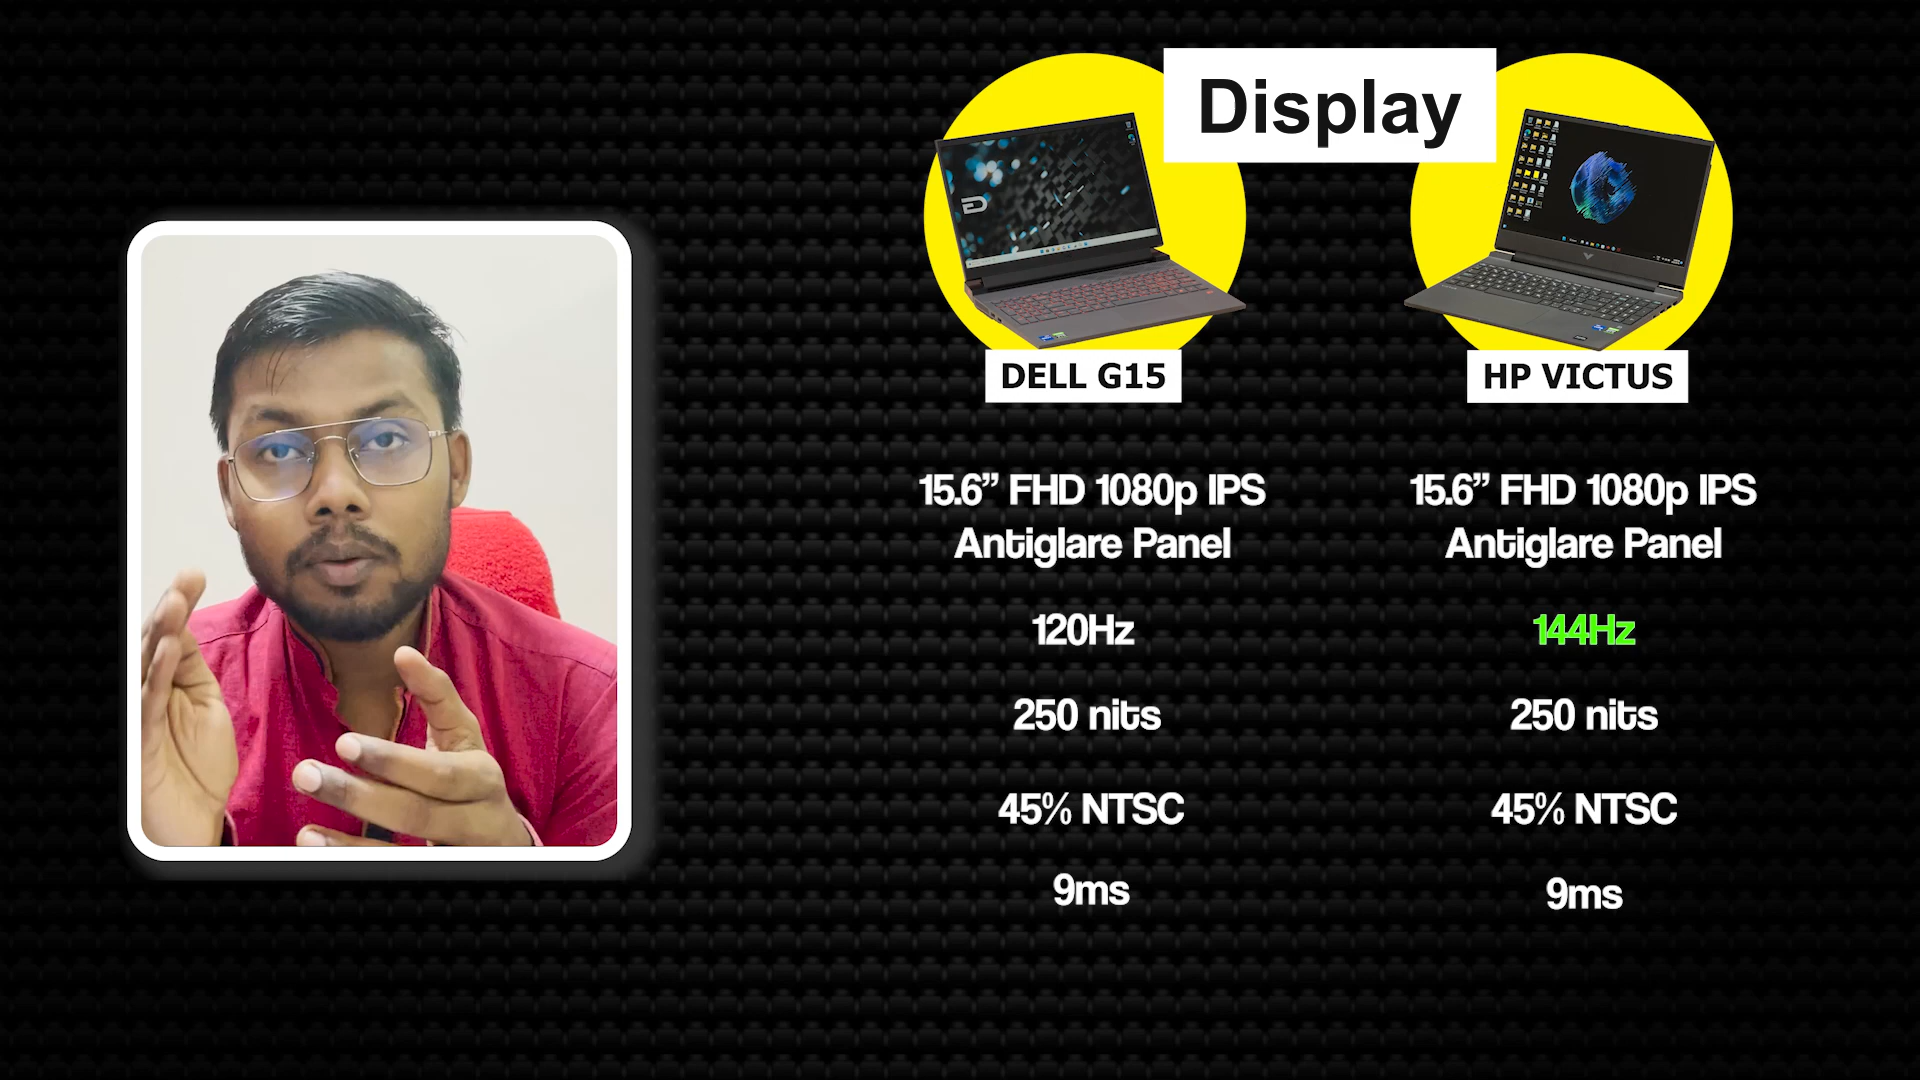 Display
DELL G15
HP VICTUS
15.6” FHD 1080p IPS
Antiglare Panel
15.6” FHD 1080p IPS
Antiglare Panel
120Hz
144Hz
250 nits
250 nits
45% NTSC
45% NTSC
9ms
9ms